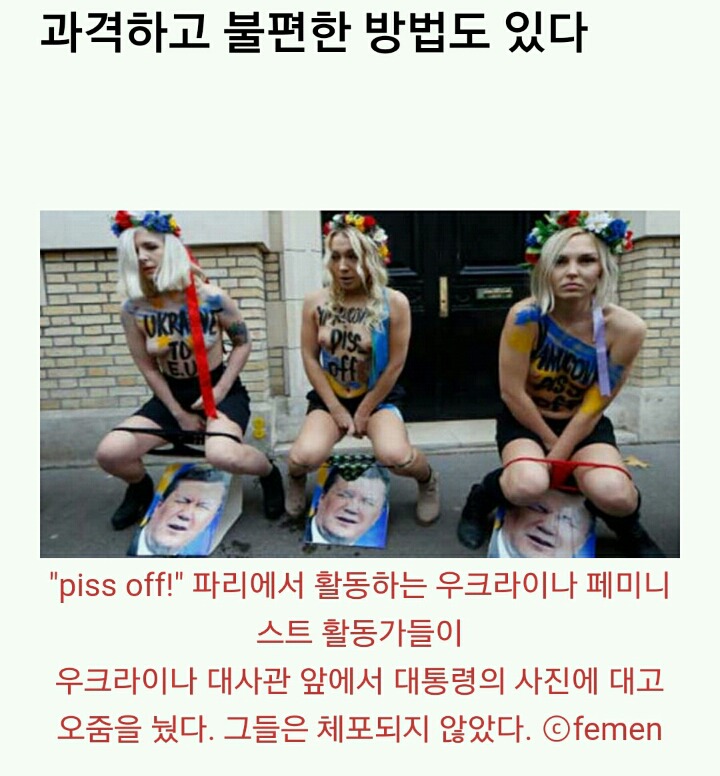 과격하고 불편한 방법도 있다
UKRAINE
TO
E.U
PISS
OFF
"piss off!" 파리에서 활동하는 우크라이나 페미니
스트 활동가들이
우크라이나 대사관 앞에서 대통령의 사진에 대고
오줌을 눴다. 그들은 체포되지 않았다. ⓒfemen